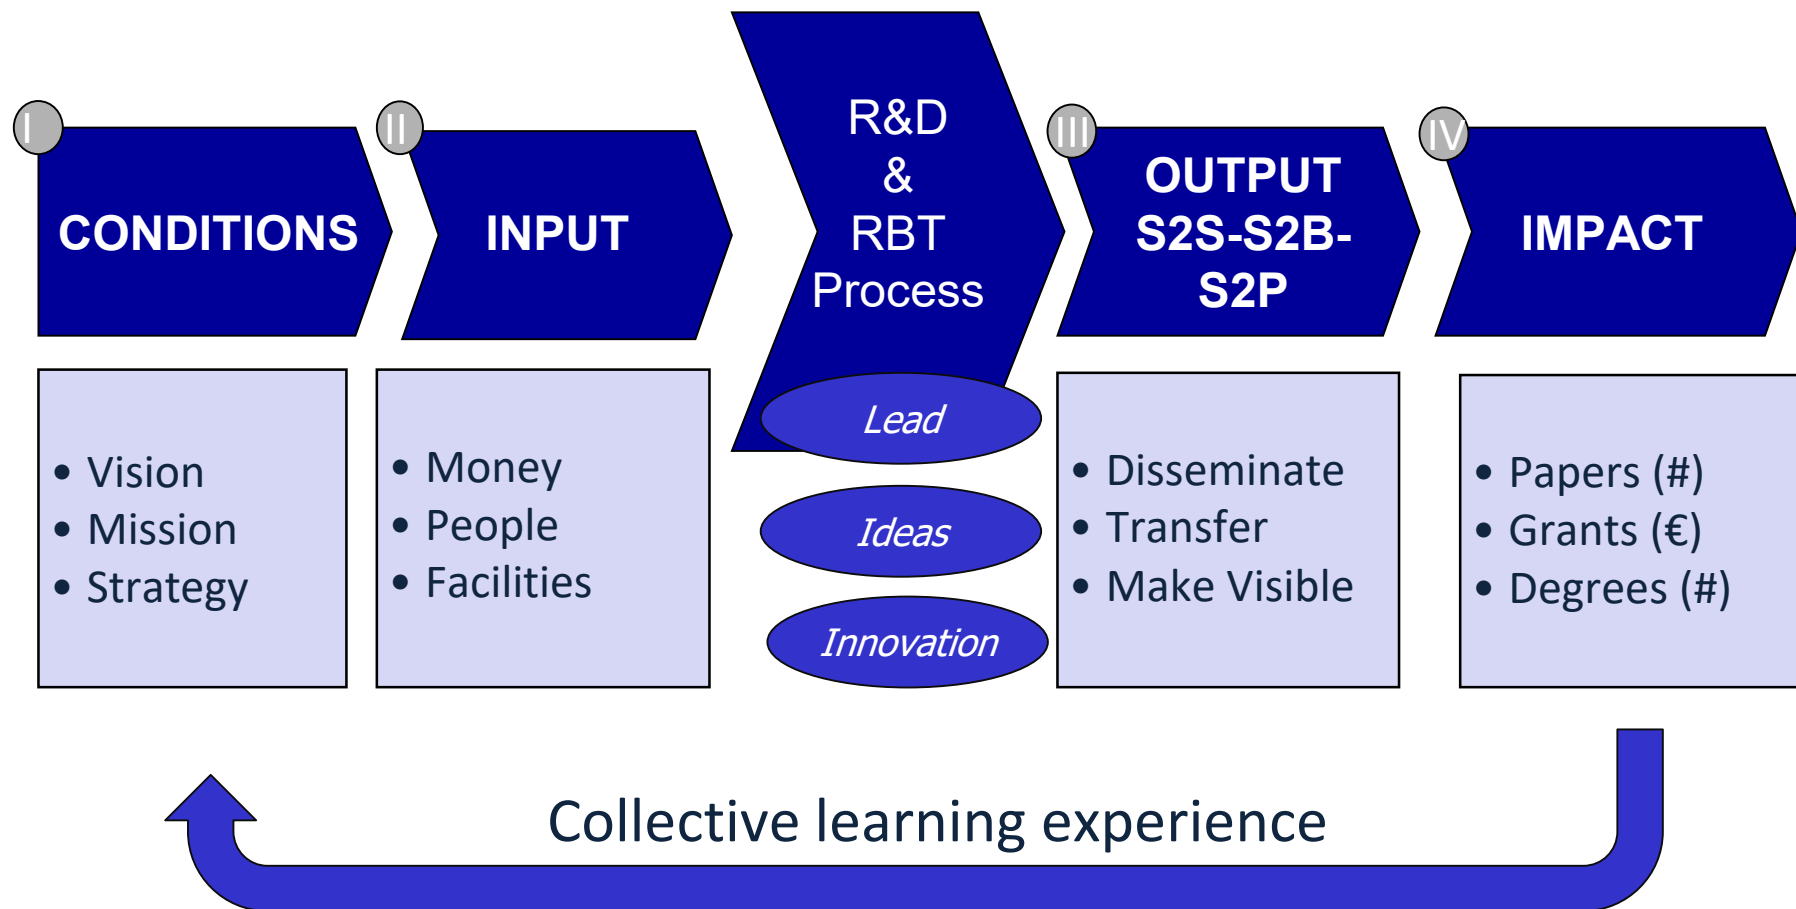 I
CONDITIONS
• Vision
• Mission
• Strategy
II
INPUT
• Money
• People
• Facilities
R&D
&
RBT
Process
Lead
Ideas
Innovation
III
OUTPUT
S2S-S2B-
S2P
• Disseminate
• Transfer
• Make Visible
IV
IMPACT
• Papers (#)
• Grants (€)
• Degrees (#)
Collective learning experience